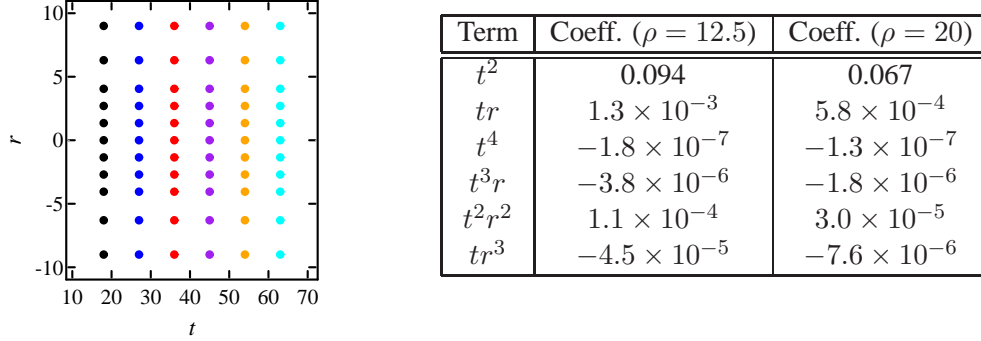 10
5
0
-5
-10
r
10 20 30 40 50 60 70
t
Term Coeff. (ρ = 12.5) Coeff. (ρ = 20)
t² 0.094 0.067
tr 1.3 × 10⁻³ 5.8 × 10⁻⁴
t⁴ −1.8 × 10⁻⁷ −1.3 × 10⁻⁷
t³r −3.8 × 10⁻⁶ −1.8 × 10⁻⁶
t²r² 1.1 × 10⁻⁴ 3.0 × 10⁻⁵
tr³ −4.5 × 10⁻⁵ −7.6 × 10⁻⁶